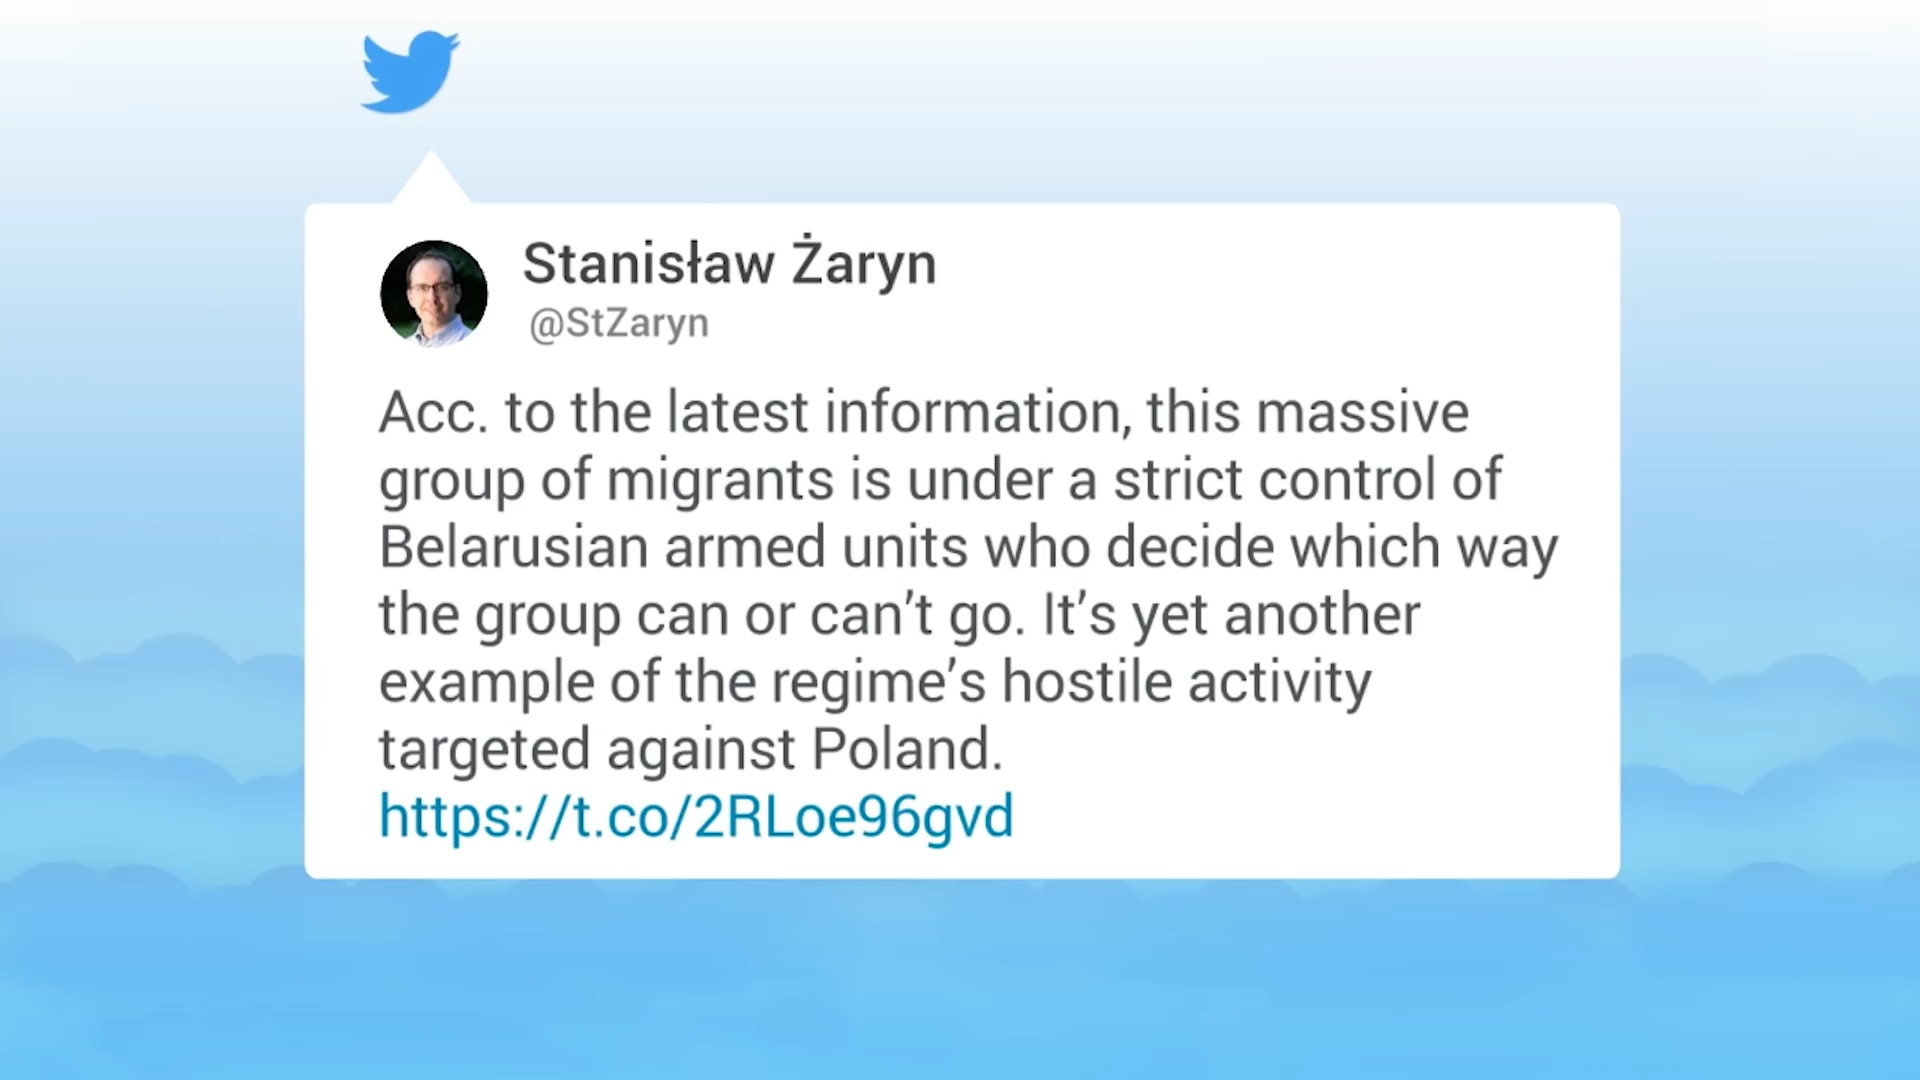 Stanisław Żaryn
@StZaryn
Acc. to the latest information, this massive
group of migrants is under a strict control of
Belarusian armed units who decide which way
the group can or can’t go. It’s yet another
example of the regime’s hostile activity
targeted against Poland.
https://t.co/2RLoe96gvd